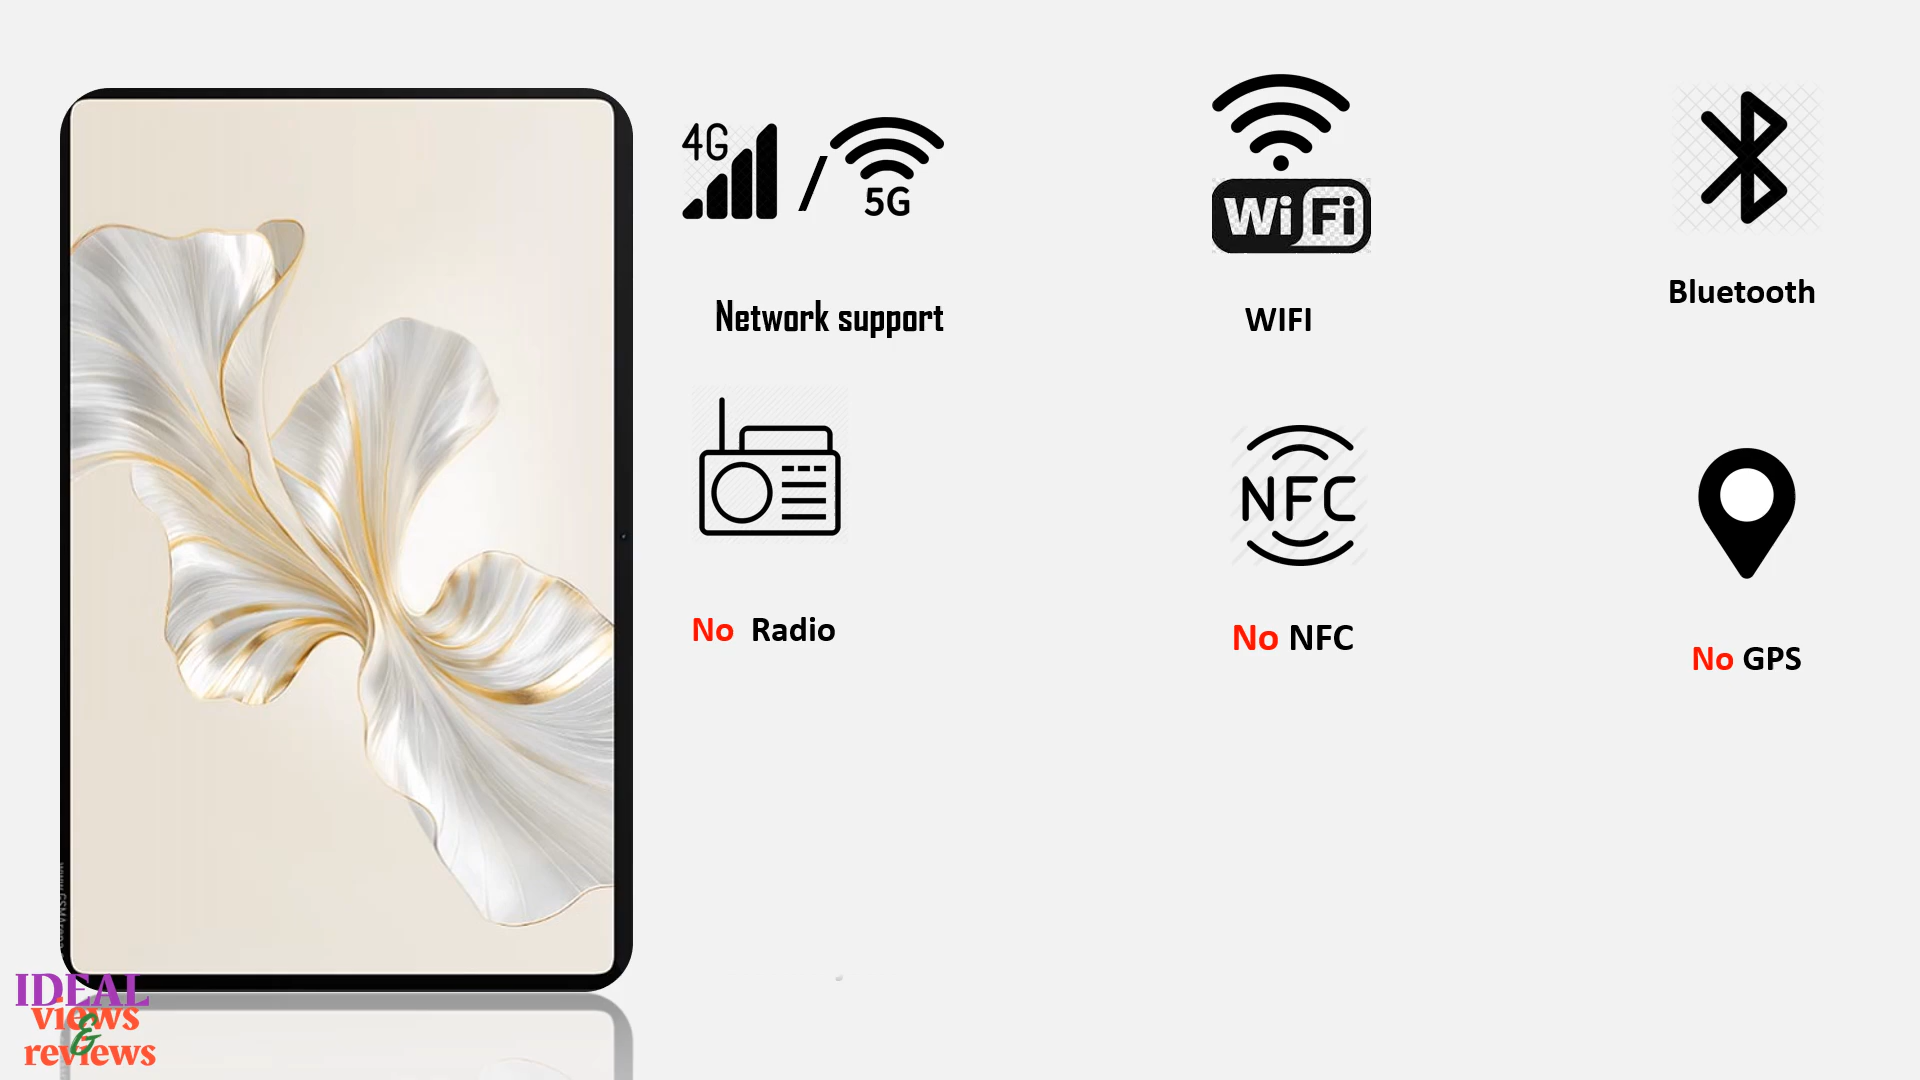 4G
/
5G
WiFi
Network support
WIFI
Bluetooth
NFC
No Radio
No NFC
No GPS
IDEAL
views
&
reviews